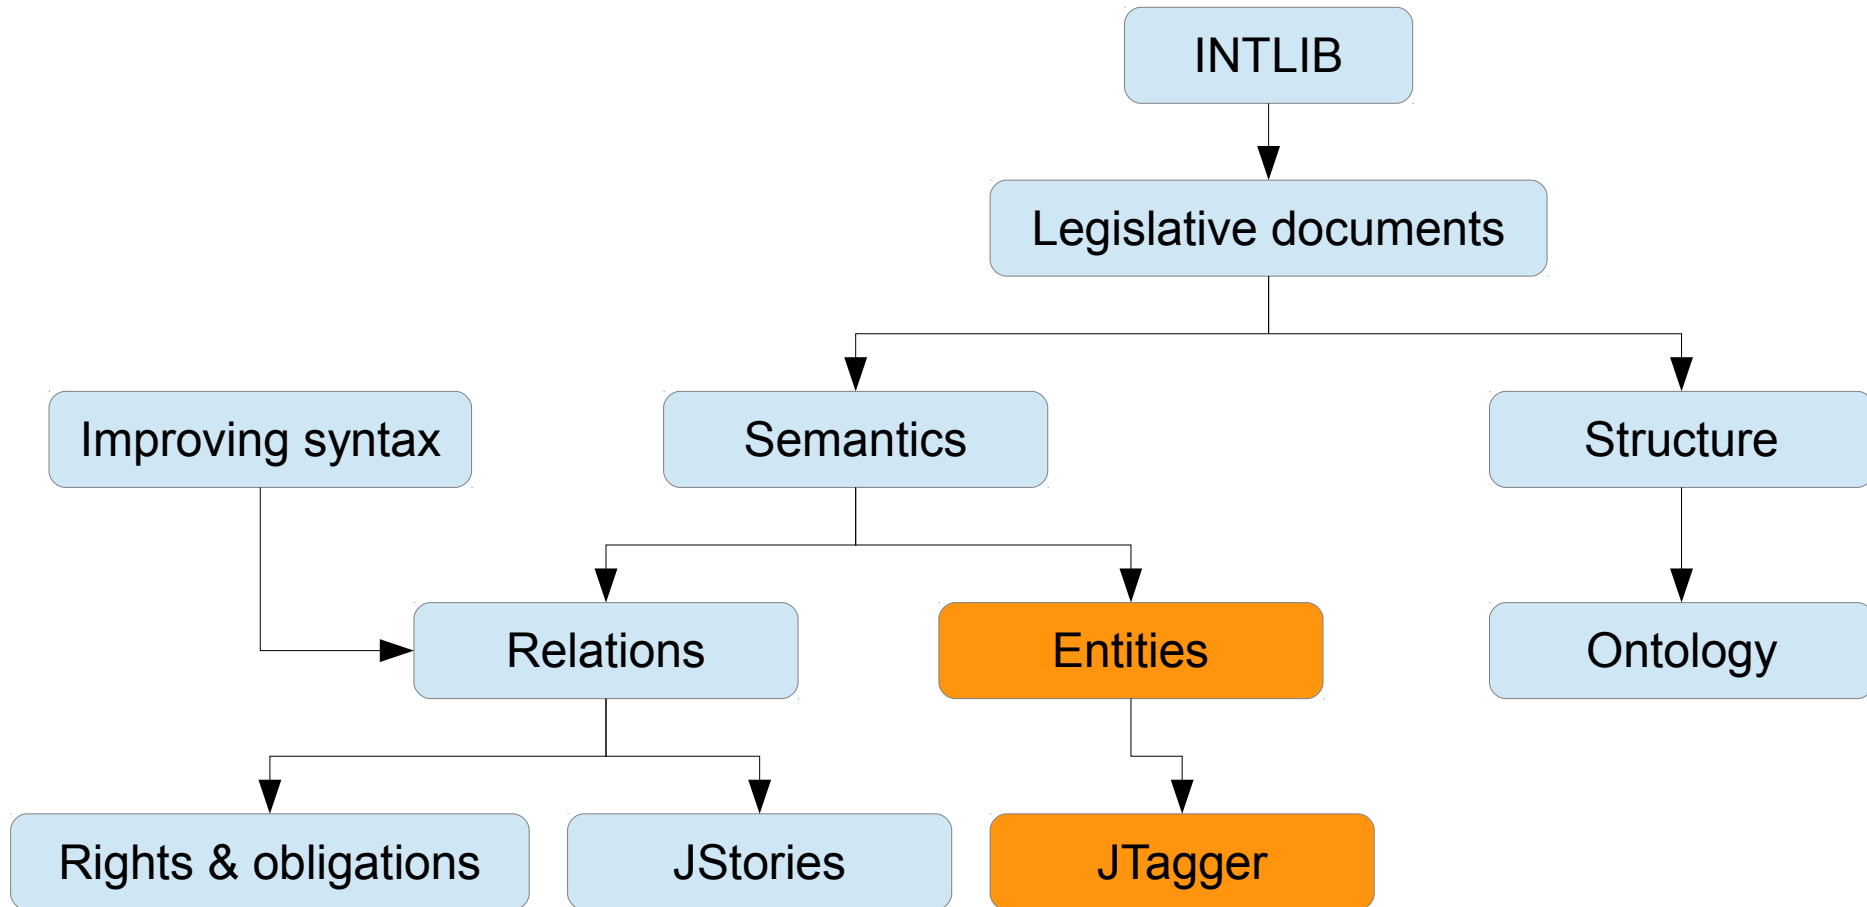 INTLIB
Legislative documents
Improving syntax
Semantics
Structure
Relations
Entities
Ontology
Rights & obligations
JStories
JTagger